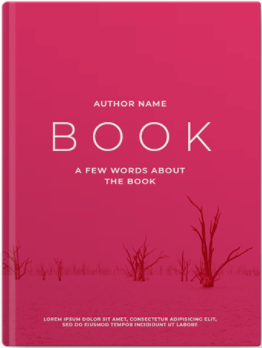 AUTHOR NAME
BOOK
A FEW WORDS ABOUT
THE BOOK
LOREM IPSUM DOLOR SIT AMET, CONSECTETUR ADIPISICING ELIT,
SED DO EIUSMOD TEMPOR INCIDIDUNT UT LABORE